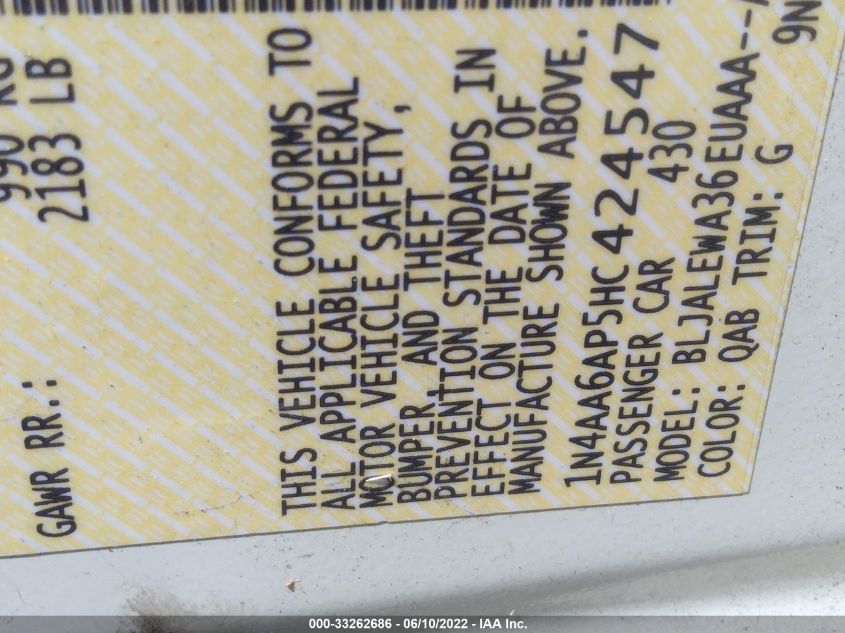 990 KG
GAWR RR.: 2183 LB
THIS VEHICLE CONFORMS TO
ALL APPLICABLE FEDERAL
MOTOR VEHICLE SAFETY,
BUMPER, AND THEFT
PREVENTION STANDARDS IN
EFFECT ON THE DATE OF
MANUFACTURE SHOWN ABOVE.
1N4AA6AP5HC424547
PASSENGER CAR 430
MODEL: BLJALEWA36EUAAA--
COLOR: QAB TRIM: G
9N
000-33262686 - 06/10/2022 - IAA Inc.